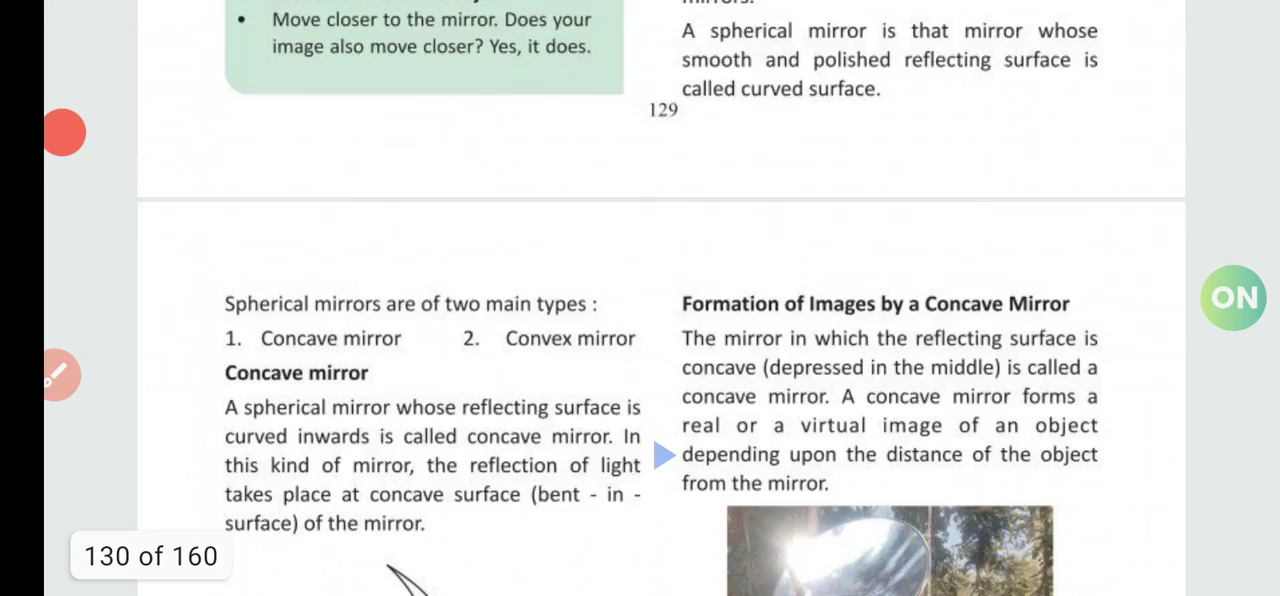 • Move closer to the mirror. Does your
image also move closer? Yes, it does.
mirrors.
A spherical mirror is that mirror whose
smooth and polished reflecting surface is
called curved surface.
129
Spherical mirrors are of two main types :
1. Concave mirror 2. Convex mirror
Concave mirror
A spherical mirror whose reflecting surface is
curved inwards is called concave mirror. In
this kind of mirror, the reflection of light
takes place at concave surface (bent - in -
surface) of the mirror.
Formation of Images by a Concave Mirror
The mirror in which the reflecting surface is
concave (depressed in the middle) is called a
concave mirror. A concave mirror forms a
real or a virtual image of an object
depending upon the distance of the object
from the mirror.
130 of 160
ON